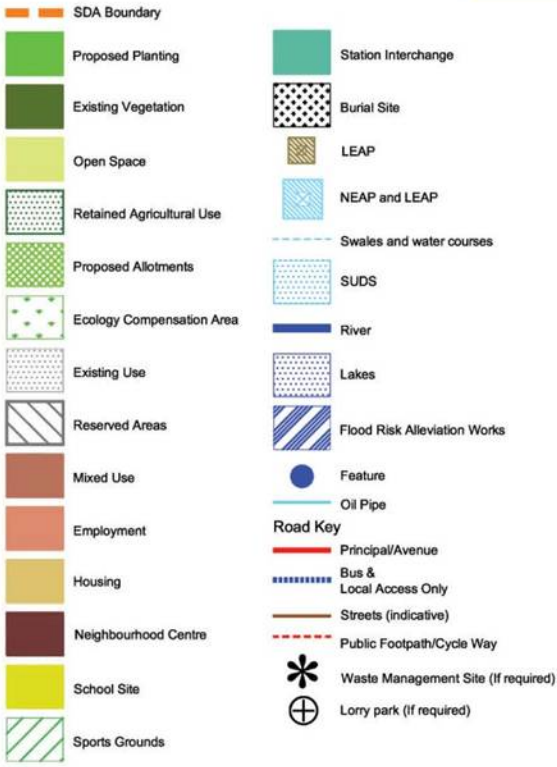 SDA Boundary
Proposed Planting
Existing Vegetation
Open Space
Retained Agricultural Use
Proposed Allotments
Ecology Compensation Area
Existing Use
Reserved Areas
Mixed Use
Employment
Housing
Neighbourhood Centre
School Site
Sports Grounds
Station Interchange
Burial Site
LEAP
NEAP and LEAP
Swales and water courses
SUDS
River
Lakes
Flood Risk Alleviation Works
Feature
Oil Pipe
Road Key
Principal/Avenue
Bus &
Local Access Only
Streets (indicative)
Public Footpath/Cycle Way
Waste Management Site (If required)
Lorry park (If required)